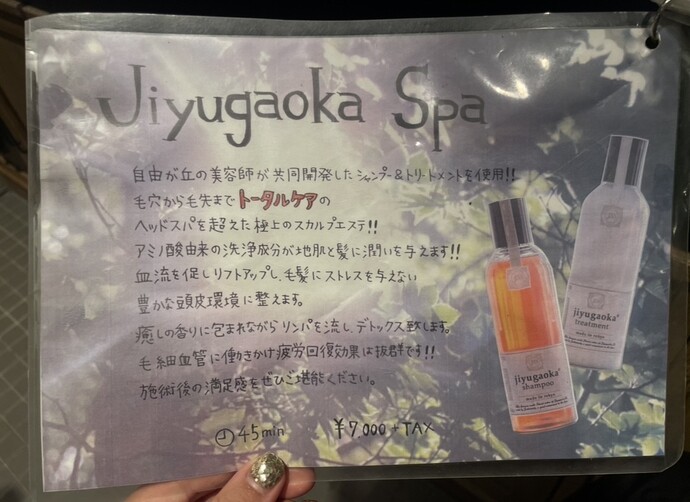 Jiyugaoka Spa
自由が丘の美容師が共同開発したシャンプー&トリートメントを使用!!
毛穴から毛先までトータルケアの
ヘッドスパを超えた極上のスカルプエステ!!
アミノ酸由来の洗浄成分が地肌と髪に潤いを与えます!!
血流を促しリフトアップし、毛髪にストレスを与えない
豊かな頭皮環境に整えます。
癒しの香りに包まれながらリンパを流し、デトックス致します。
毛細血管に働きかけ疲労回復効果は抜群です!!
施術後の満足感をぜひご堪能ください。
45min ¥7,000+TAX
jiyugaoka
treatment
made in tokyo
jiyugaoka
shampoo
made in tokyo